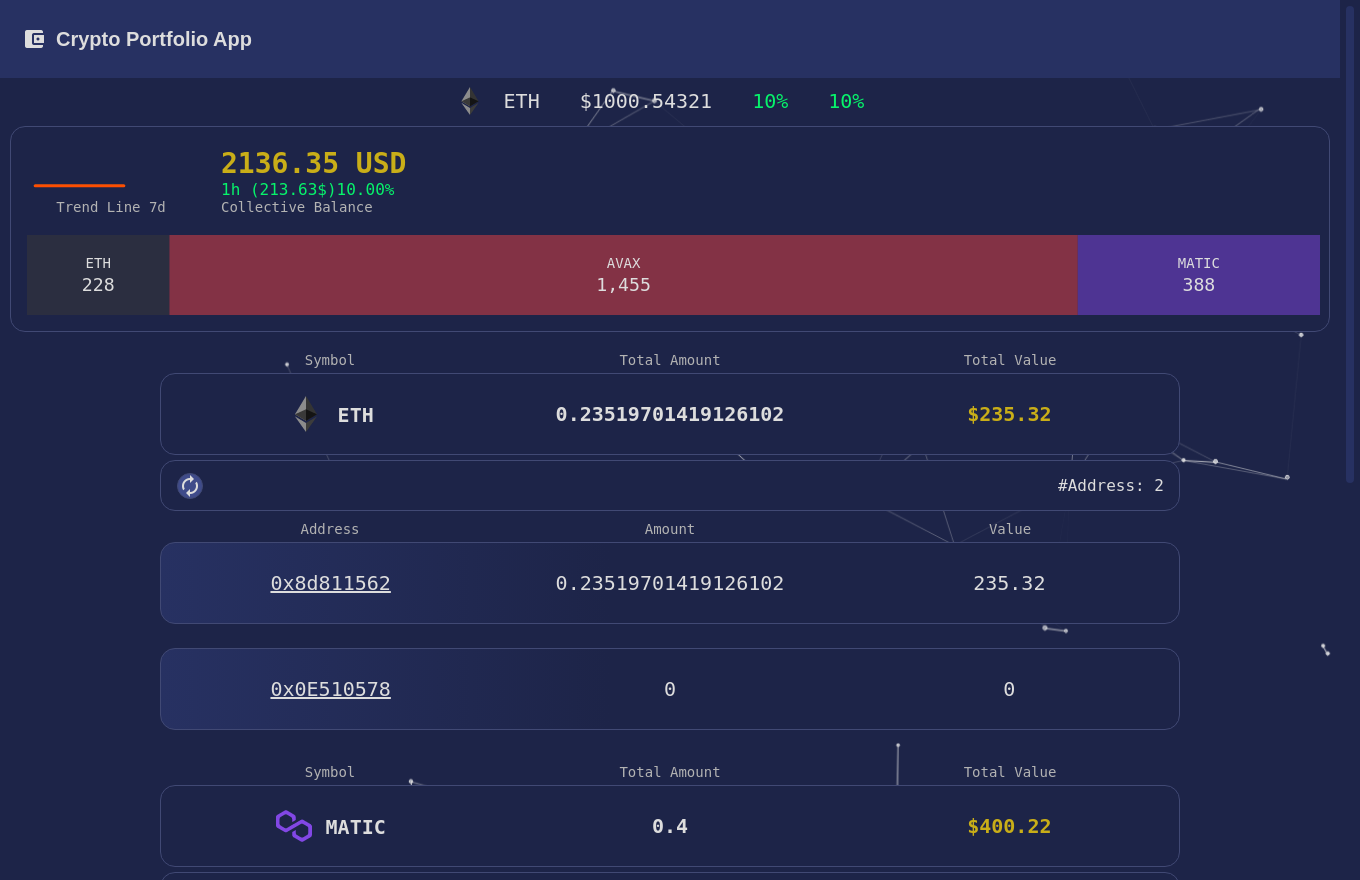 Crypto Portfolio App
ETH $1000.54321 10% 10%
2136.35 USD
1h (213.63$)10.00%
Trend Line 7d Collective Balance
ETH AVAX MATIC
228 1,455 388
Symbol Total Amount Total Value
ETH 0.23519701419126102 $235.32
#Address: 2
Address Amount Value
0x8d811562 0.23519701419126102 235.32
0x0E510578 0 0
Symbol Total Amount Total Value
MATIC 0.4 $400.22